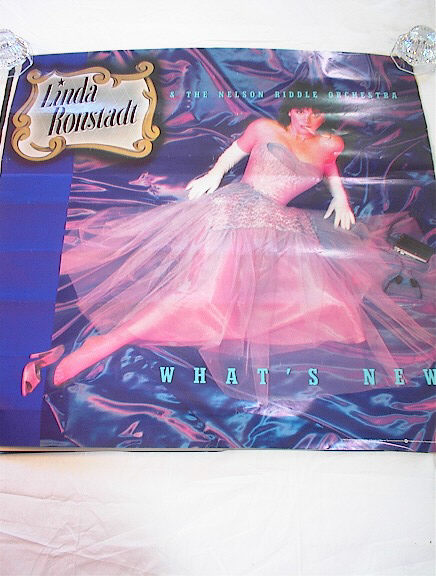 Linda
Ronstadt
& THE NELSON RIDDLE ORCHESTRA
WHAT'S NEW